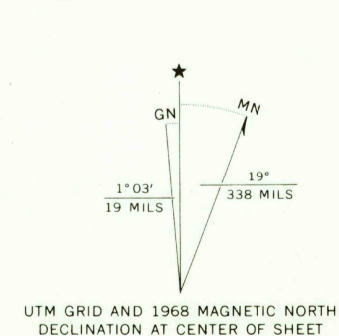 ★
GN
MN
1°03′
19 MILS
19°
338 MILS
UTM GRID AND 1968 MAGNETIC NORTH
DECLINATION AT CENTER OF SHEET